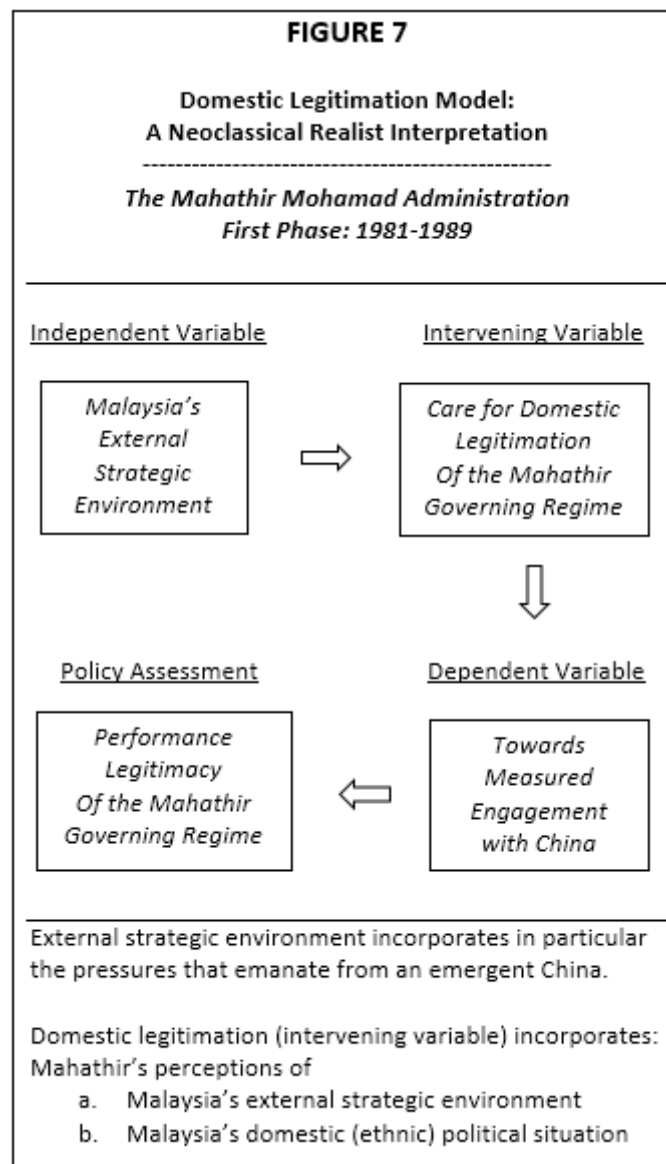 FIGURE 7
Domestic Legitimation Model:
A Neoclassical Realist Interpretation
--------------------------------------------------
The Mahathir Mohamad Administration
First Phase: 1981-1989
Independent Variable
Malaysia's
External
Strategic
Environment
Intervening Variable
Care for Domestic
Legitimation
Of the Mahathir
Governing Regime
Dependent Variable
Towards
Measured
Engagement
with China
Policy Assessment
Performance
Legitimacy
Of the Mahathir
Governing Regime
External strategic environment incorporates in particular
the pressures that emanate from an emergent China.
Domestic legitimation (intervening variable) incorporates:
Mahathir's perceptions of
a. Malaysia's external strategic environment
b. Malaysia's domestic (ethnic) political situation